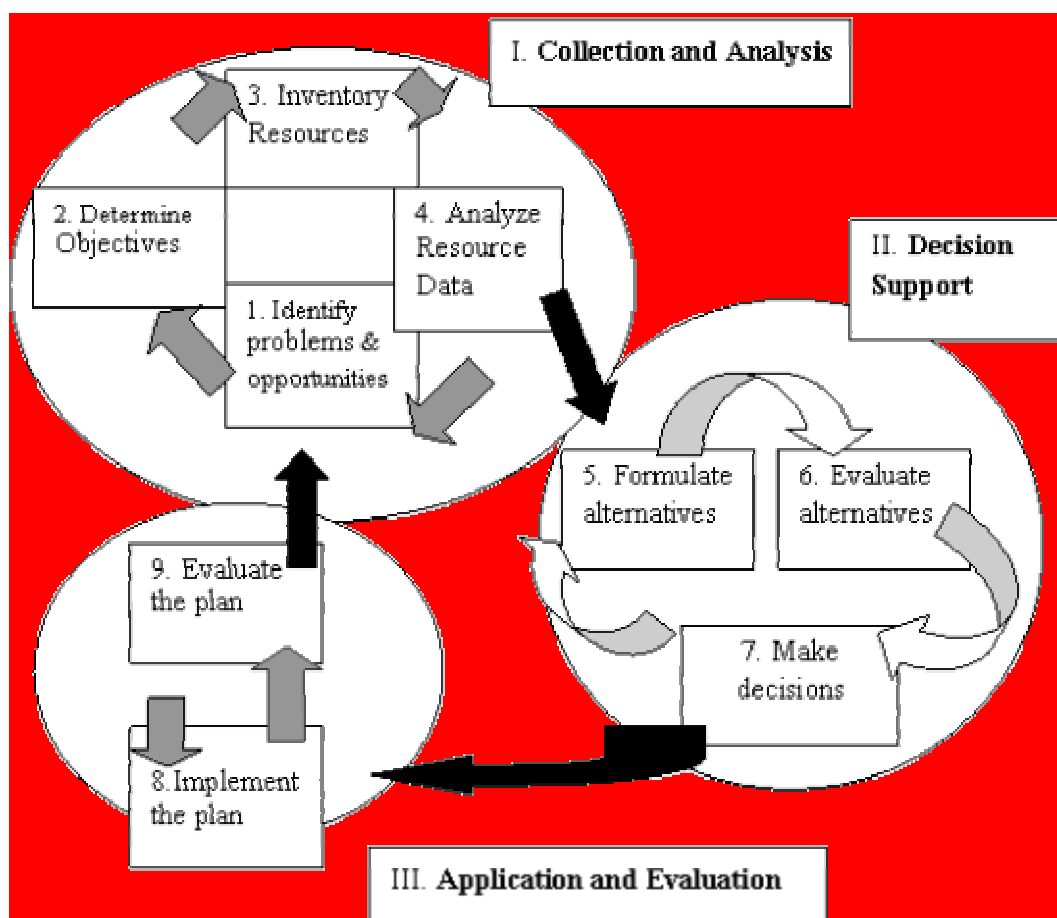 I. Collection and Analysis
3. Inventory
Resources
2. Determine
Objectives
4. Analyze
Resource
Data
1. Identify
problems &
opportunities
II. Decision
Support
5. Formulate
alternatives
6. Evaluate
alternatives
7. Make
decisions
9. Evaluate
the plan
8.Implement
the plan
III. Application and Evaluation